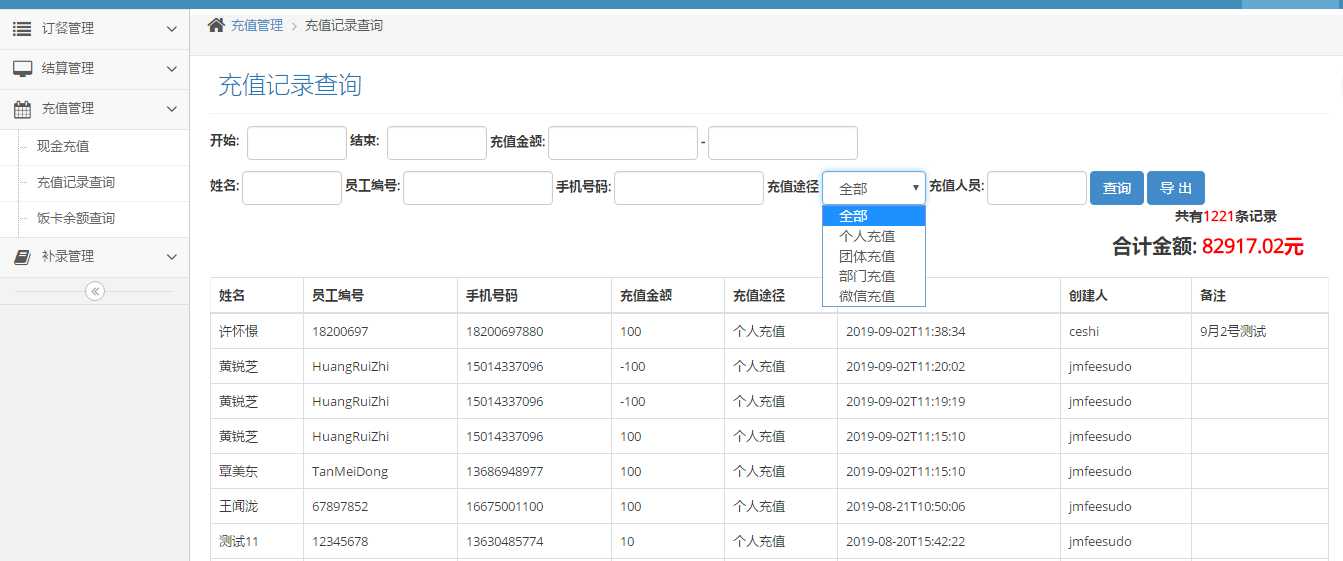 订餐管理
结算管理
充值管理
现金充值
充值记录查询
饭卡余额查询
补录管理
充值管理 > 充值记录查询
充值记录查询
开始: 结束: 充值金额: -
姓名: 员工编号: 手机号码: 充值途径 全部 充值人员: 查询 导 出
全部
个人充值
团体充值
部门充值
微信充值
共有1221条记录
合计金额: 82917.02元
姓名 员工编号 手机号码 充值金额 充值途径 创建人 备注
许怀憬 18200697 18200697880 100 个人充值 2019-09-02T11:38:34 ceshi 9月2号测试
黄锐芝 HuangRuiZhi 15014337096 -100 个人充值 2019-09-02T11:20:02 jmfeesudo
黄锐芝 HuangRuiZhi 15014337096 -100 个人充值 2019-09-02T11:19:19 jmfeesudo
黄锐芝 HuangRuiZhi 15014337096 100 个人充值 2019-09-02T11:15:10 jmfeesudo
覃美东 TanMeiDong 13686948977 100 个人充值 2019-09-02T11:15:10 jmfeesudo
王闻泷 67897852 16675001100 100 个人充值 2019-08-21T10:50:06 jmfeesudo
测试11 12345678 13630485774 10 个人充值 2019-08-20T15:42:22 jmfeesudo